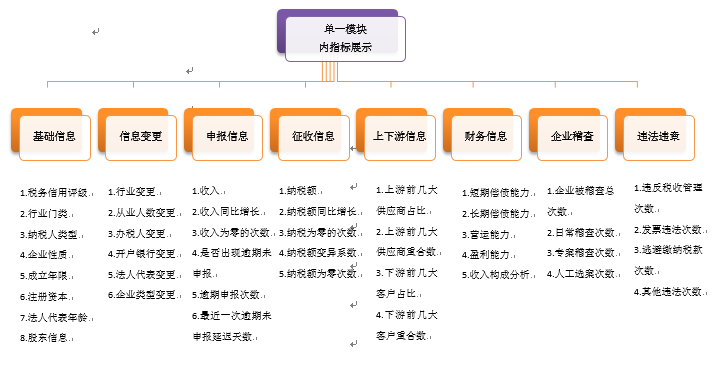 单一模块
内指标展示
基础信息
信息变更
申报信息
征收信息
上下游信息
财务信息
企业稽查
违法违章
1.税务信用评级
2.行业门类
3.纳税人类型
4.企业性质
5.成立年限
6.注册资本
7.法人代表年龄
8.股东信息
1.行业变更
2.从业人数变更
3.办税人变更
4.开户银行变更
5.法人代表变更
6.企业类型变更
1.收入
2.收入同比增长
3.收入为零的次数
4.是否出现逾期未
申报
5.逾期申报次数
6.最近一次逾期未
申报延迟天数
1.纳税额
2.纳税额同比增长
3.纳税为零的次数
4.纳税额变异系数
5.纳税额为零次数
1.上游前几大
供应商占比
2.上游前几大
供应商重合数
3.下游前几大
客户占比
4.下游前几大
客户重合数
1.短期偿债能力
2.长期偿债能力
3.营运能力
4.盈利能力
5.收入构成分析
1.企业被稽查总
次数
2.日常稽查次数
3.专案稽查次数
4.人工选案次数
1.违反税收管理
次数
2.发票违法次数
3.逃避缴纳税款
次数
4.其他违法次数